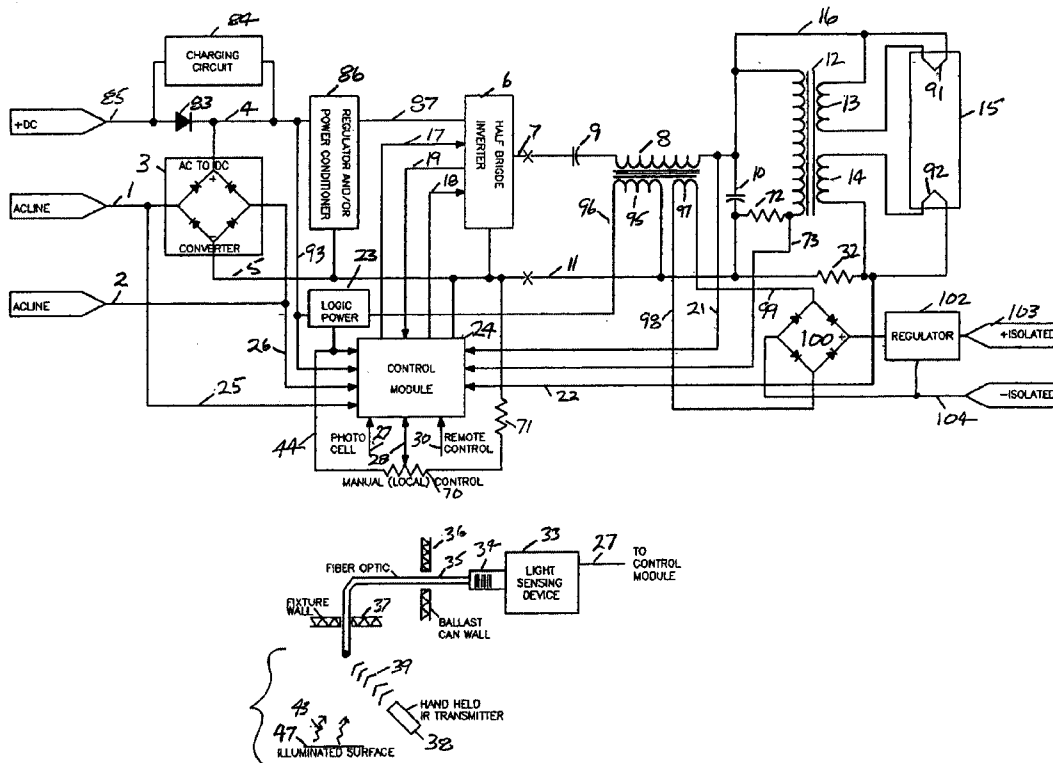 84
CHARGING
CIRCUIT
85
83
4
86
6
16
+DC
REGULATOR AND/OR
POWER CONDITIONER
87
17
19
18
HALF BRIGDE
INVERTER
7
9
8
12
13
91
15
3
AC TO DC
+
-
CONVERTER
1
ACLINE
10
72
14
92
96
95
97
73
93
23
5
11
32
2
ACLINE
LOGIC
POWER
24
98
21
99
102
103
100
+
REGULATOR
+ISOLATED
26
CONTROL
MODULE
25
22
-ISOLATED
104
44
PHOTO
CELL
27
28
30
REMOTE
CONTROL
71
MANUAL (LOCAL) CONTROL
70
36
34
33
35
27
FIBER OPTIC
LIGHT
SENSING
DEVICE
TO
CONTROL
MODULE
FIXTURE
WALL
37
BALLAST
CAN WALL
39
HAND HELD
IR TRANSMITTER
38
43
47
ILLUMINATED SURFACE